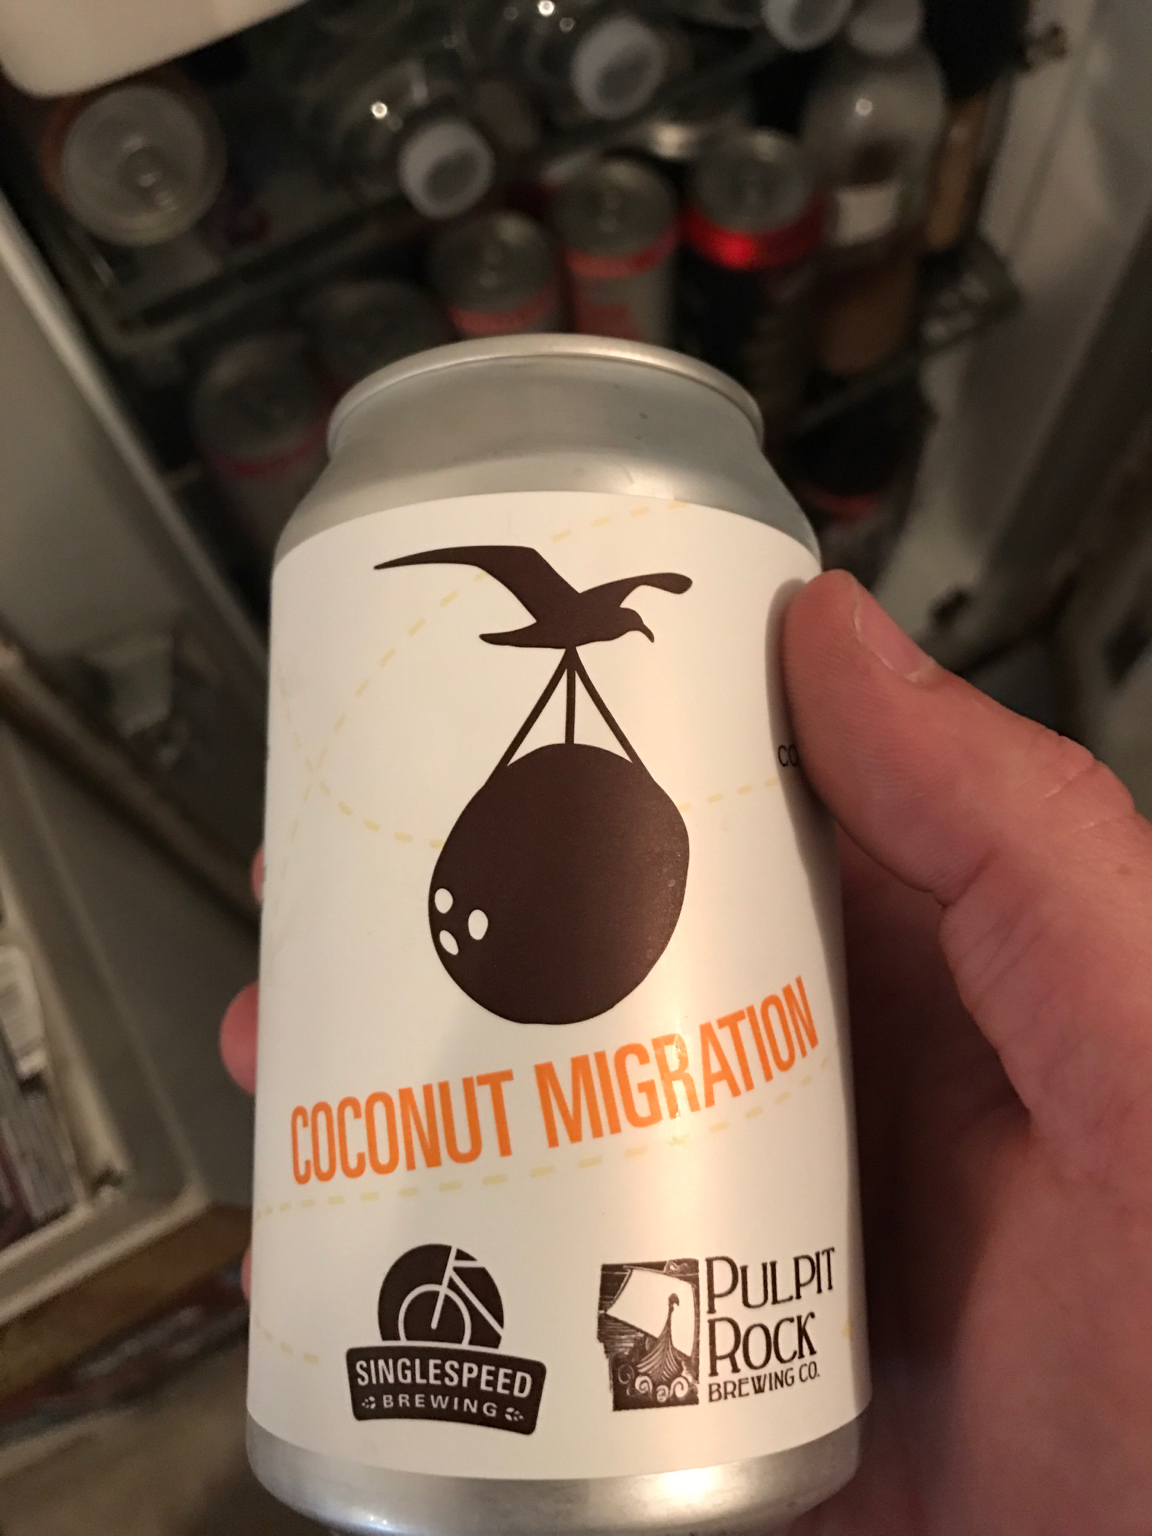 COCONUT MIGRATION
SINGLESPEED
BREWING
PULPIT
ROCK
BREWING CO.